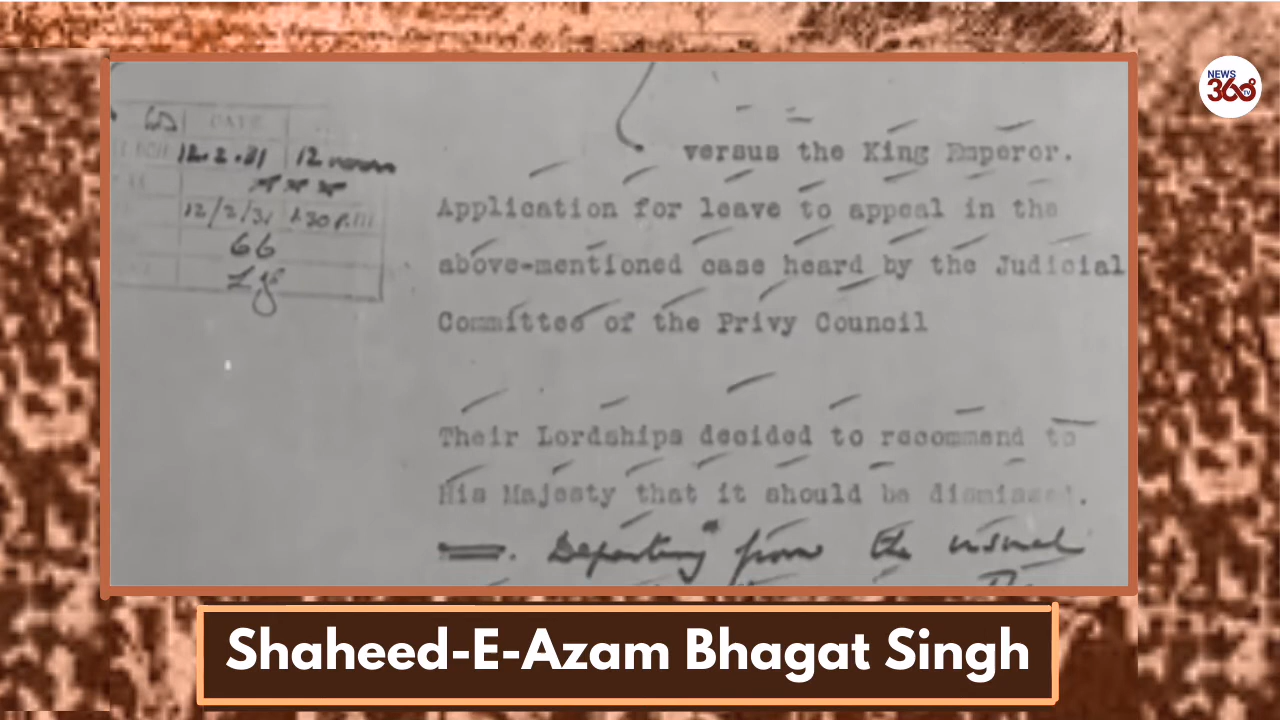 NEWS
360°
TV
DATE
12.2.31 12 noon
12/2/31 1.30 p.m
66
versus the King Emperor.
Application for leave to appeal in the
above-mentioned case heard by the Judicial
Committee of the Privy Council
Their Lordships decided to recommend to
His Majesty that it should be dismissed.
Departing from the usual
Shaheed-E-Azam Bhagat Singh